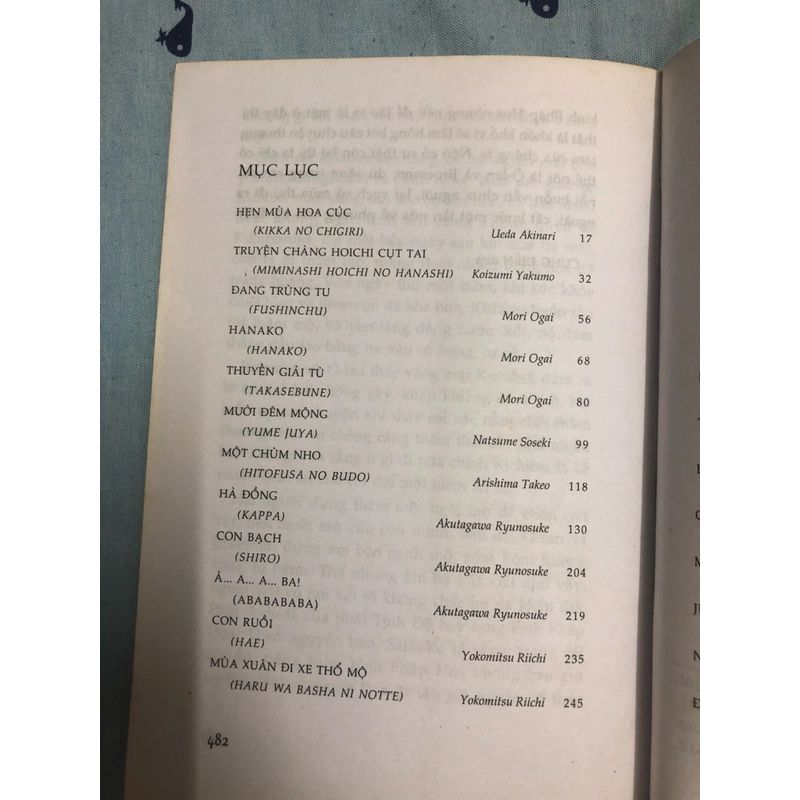 MỤC LỤC
HẸN MÙA HOA CÚC
(KIKKA NO CHIGIRI) Ueda Akinari 17
TRUYỆN CHÀNG HOICHI CỤT TAI
(MIMINASHI HOICHI NO HANASHI) Koizumi Yakumo 32
ĐANG TRÙNG TU
(FUSHINCHU) Mori Ogai 56
HANAKO
(HANAKO) Mori Ogai 68
THUYỀN GIẢI TÙ
(TAKASEBUNE) Mori Ogai 80
MƯỜI ĐÊM MỘNG
(YUME JUYA) Natsume Soseki 99
MỘT CHÙM NHO
(HITOFUSA NO BUDO) Arishima Takeo 118
HÀ ĐỒNG
(KAPPA) Akutagawa Ryunosuke 130
CON BẠCH
(SHIRO) Akutagawa Ryunosuke 204
À... A... A... BA!
(ABABABABA) Akutagawa Ryunosuke 219
CON RUỒI
(HAE) Yokomitsu Riichi 235
MÙA XUÂN ĐI XE THỔ MỘ
(HARU WA BASHA NI NOTTE) Yokomitsu Riichi 245
482